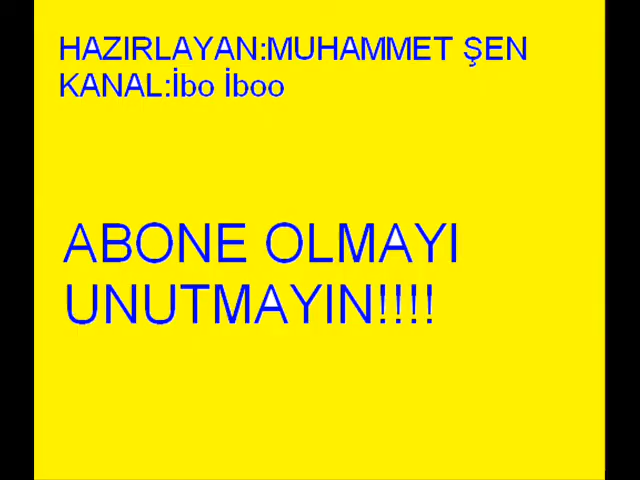 HAZIRLAYAN:MUHAMMET ŞEN
KANAL:İbo İboo
ABONE OLMAYI
UNUTMAYIN!!!!